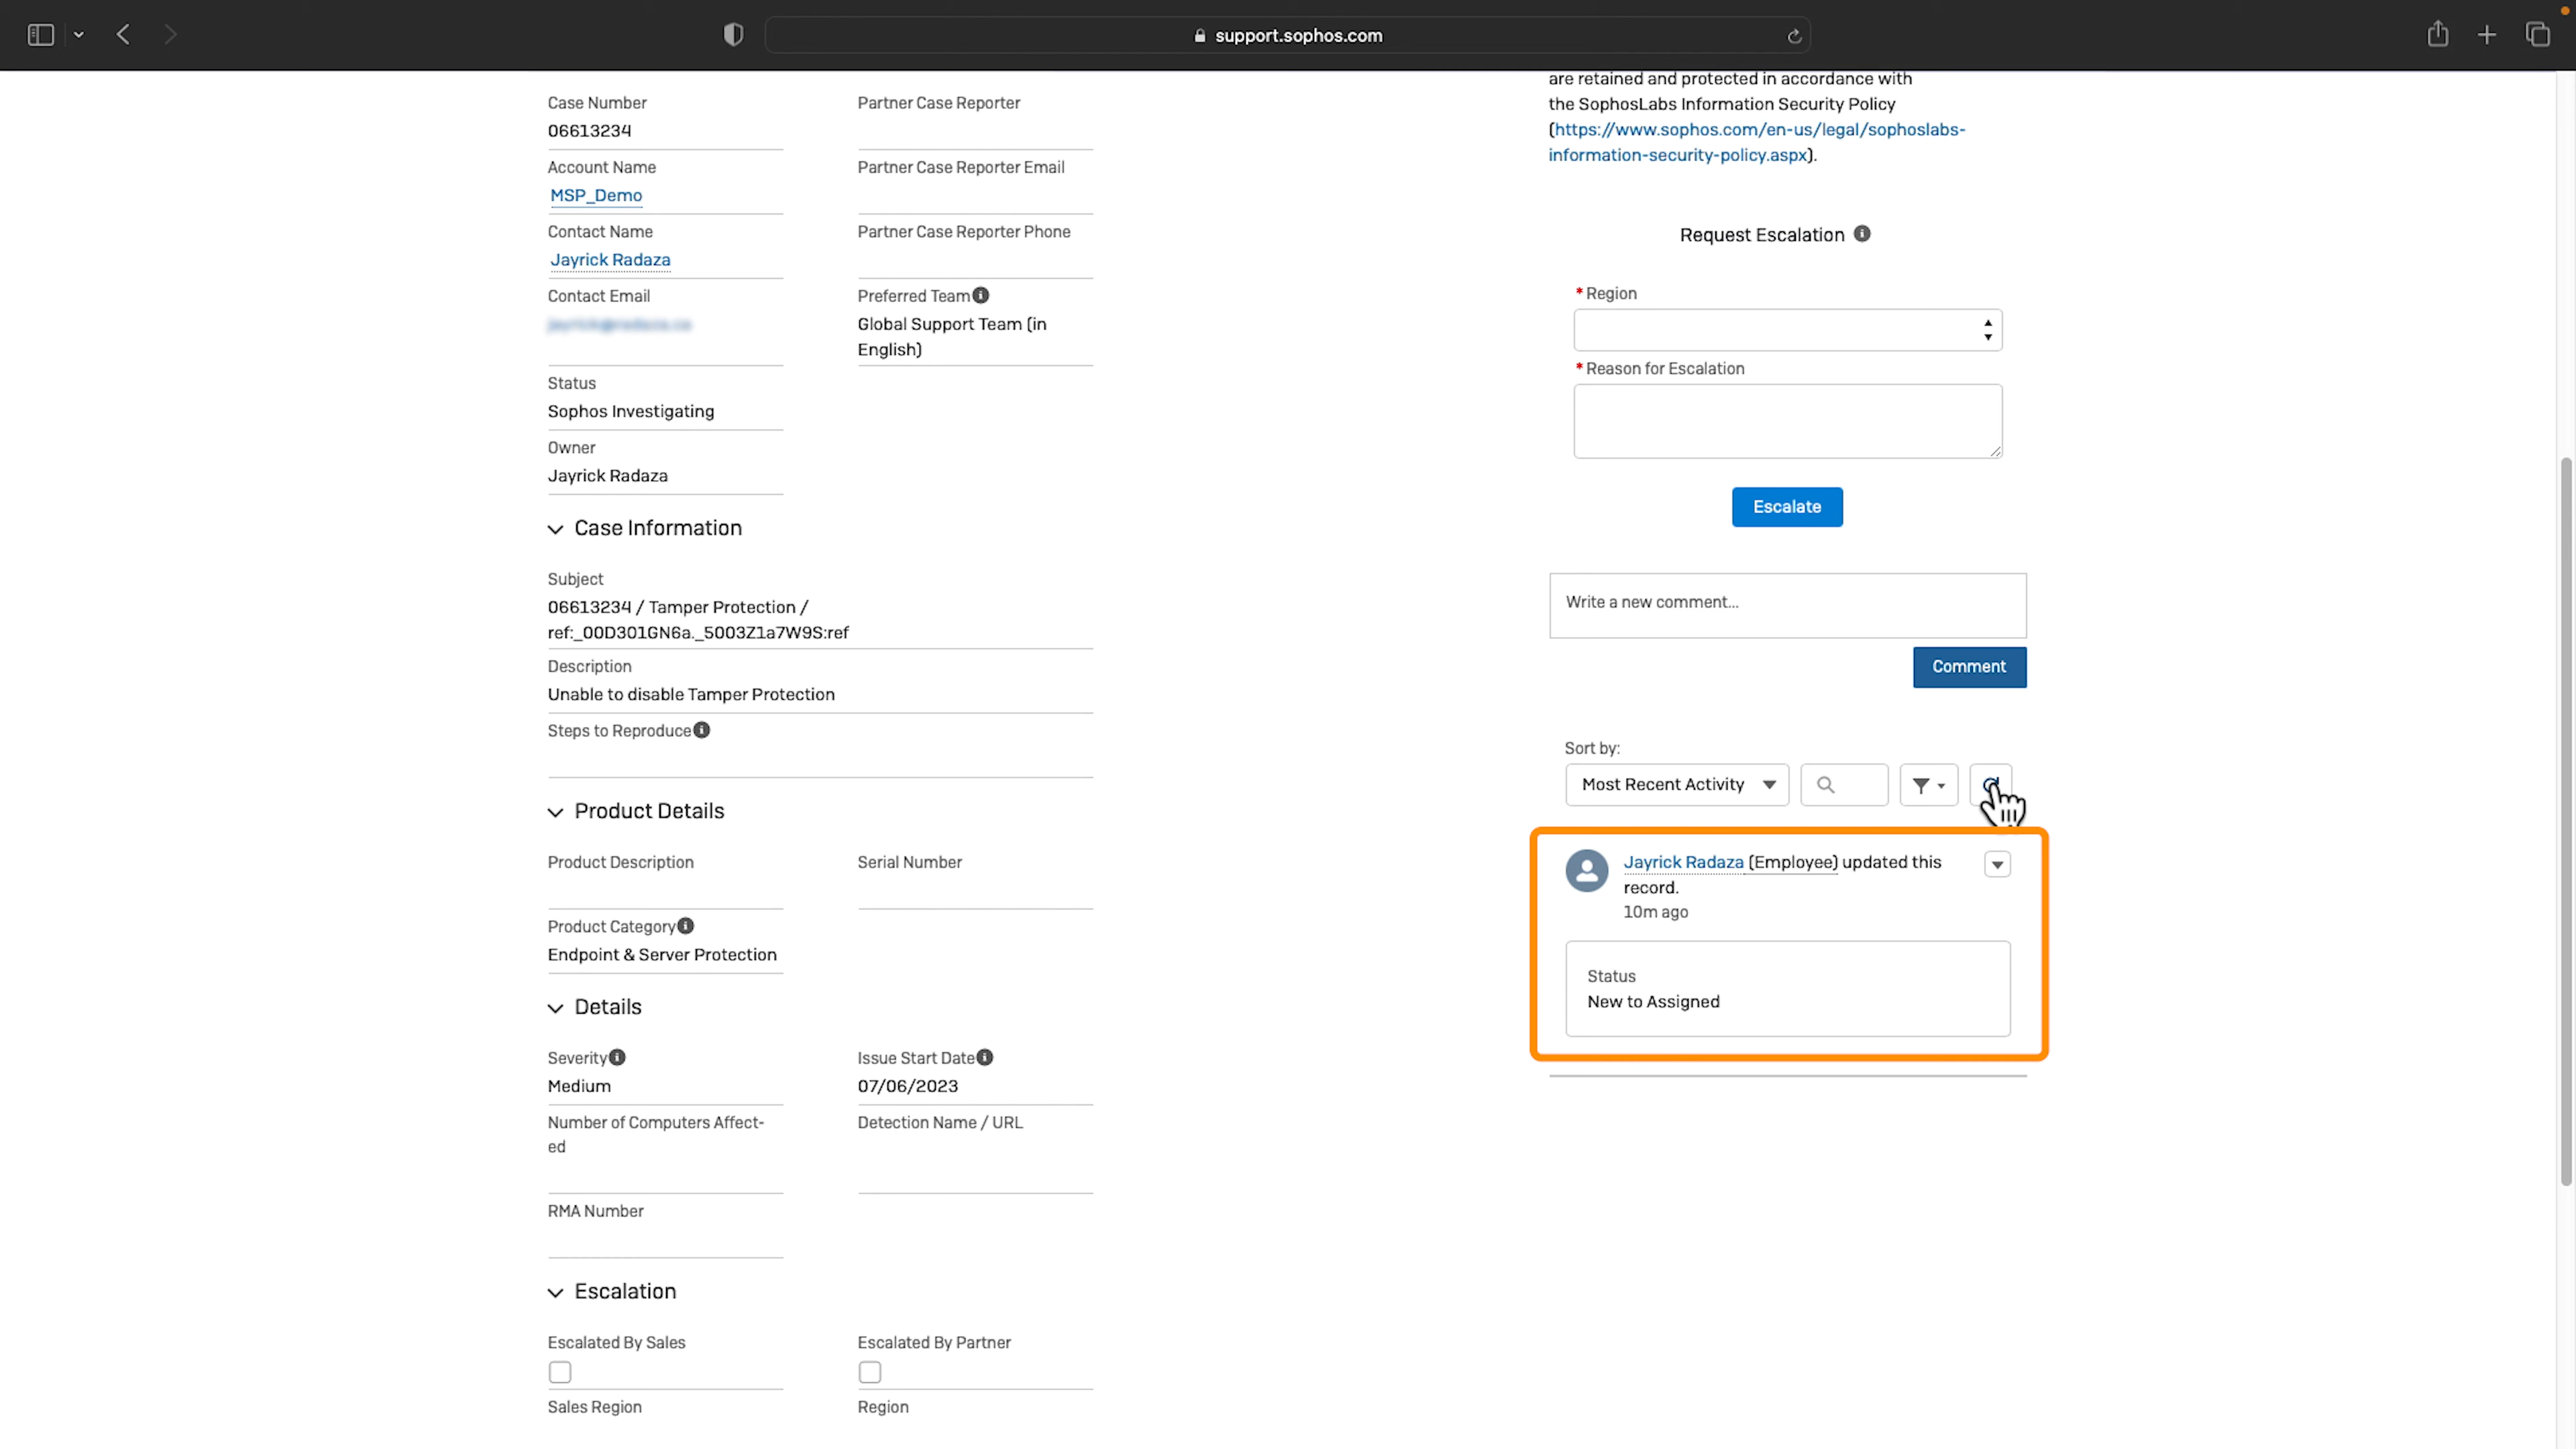 support.sophos.com
Case Number
06613234
Partner Case Reporter
Account Name
MSP_Demo
Partner Case Reporter Email
Contact Name
Jayrick Radaza
Partner Case Reporter Phone
Contact Email
Preferred Team
Global Support Team (in
English)
Status
Sophos Investigating
Owner
Jayrick Radaza
Case Information
Subject
06613234 / Tamper Protection /
ref:_00D301GN6a._5003Z1a7W9S:ref
Description
Unable to disable Tamper Protection
Steps to Reproduce
Product Details
Product Description
Serial Number
Product Category
Endpoint & Server Protection
Details
Severity
Medium
Issue Start Date
07/06/2023
Number of Computers Affect-
ed
Detection Name / URL
RMA Number
Escalation
Escalated By Sales
Escalated By Partner
Sales Region
Region
are retained and protected in accordance with
the SophosLabs Information Security Policy
(https://www.sophos.com/en-us/legal/sophoslabs-
information-security-policy.aspx).
Request Escalation
*Region
*Reason for Escalation
Escalate
Write a new comment...
Comment
Sort by:
Most Recent Activity
Jayrick Radaza (Employee) updated this
record.
10m ago
Status
New to Assigned